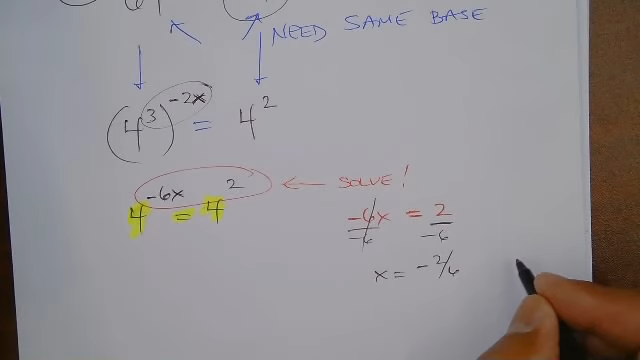 NEED SAME BASE
(4^3)^-2x = 4^2
4^-6x = 4^2 ← SOLVE!
-6x = 2
-6 -6
x = -2/6